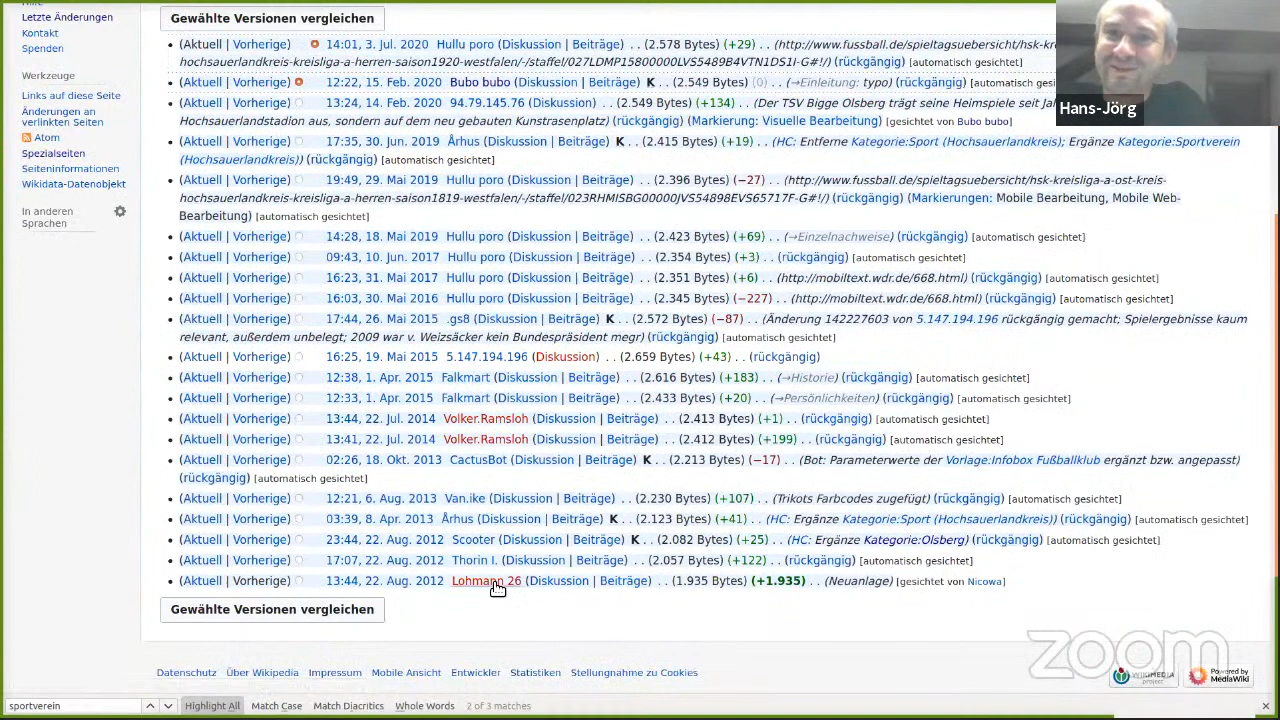 Hilfe
Letzte Änderungen
Kontakt
Spenden
Werkzeuge
Links auf diese Seite
Änderungen an
verlinkten Seiten
Atom
Spezialseiten
Seiteninformationen
Wikidata-Datenobjekt
In anderen
Sprachen
Gewählte Versionen vergleichen
(Aktuell | Vorherige) 14:01, 3. Jul. 2020 Hullu poro (Diskussion | Beiträge) . . (2.578 Bytes) (+29) . . (http://www.fussball.de/spieltagsuebersicht/hsk-
hochsauerlandkreis-kreisliga-a-herren-saison1920-westfalen/-/staffel/027LDMP15800000LVS5489B4VTN1DS1I-G#!/) (rückgängig) [automatisch
(Aktuell | Vorherige) 12:22, 15. Feb. 2020 Bubo bubo (Diskussion | Beiträge) K . . (2.549 Bytes) (0) . . (→Einleitung: typo) (rückgängig) [automatisch
(Aktuell | Vorherige) 13:24, 14. Feb. 2020 94.79.145.76 (Diskussion) . . (2.549 Bytes) (+134) . . (Der TSV Bigge Olsberg trägt seine Heimspiele seit
Hochsauerlandstadion aus, sondern auf den neu gebauten Kunstrasenplatz) (rückgängig) (Markierung: Visuelle Bearbeitung) [gesichtet von Bubo bubo]
(Aktuell | Vorherige) 17:35, 30. Jun. 2019 Århus (Diskussion | Beiträge) K . . (2.415 Bytes) (+19) . . (HC: Entferne Kategorie:Sport (Hochsauerlandkreis); Ergänze Kategorie:Sportverein
(Hochsauerlandkreis)) (rückgängig) [automatisch gesichtet]
(Aktuell | Vorherige) 19:49, 29. Mai 2019 Hullu poro (Diskussion | Beiträge) . . (2.396 Bytes) (−27) . . (http://www.fussball.de/spieltagsuebersicht/hsk-kreisliga-a-ost-kreis-
hochsauerlandkreis-kreisliga-a-herren-saison1819-westfalen/-/staffel/023RHMISBG00000JVS54898EVS65717F-G#!/) (rückgängig) (Markierungen: Mobile Bearbeitung, Mobile Web-
Bearbeitung) [automatisch gesichtet]
(Aktuell | Vorherige) 14:28, 18. Mai 2019 Hullu poro (Diskussion | Beiträge) . . (2.423 Bytes) (+69) . . (→Einzelnachweise) (rückgängig) [automatisch gesichtet]
(Aktuell | Vorherige) 09:43, 10. Jun. 2017 Hullu poro (Diskussion | Beiträge) . . (2.354 Bytes) (+3) . . (rückgängig) [automatisch gesichtet]
(Aktuell | Vorherige) 16:23, 31. Mai 2017 Hullu poro (Diskussion | Beiträge) . . (2.351 Bytes) (+6) . . (http://mobiltext.wdr.de/668.html) (rückgängig) [automatisch gesichtet]
(Aktuell | Vorherige) 16:03, 30. Mai 2016 Hullu poro (Diskussion | Beiträge) . . (2.345 Bytes) (−227) . . (http://mobiltext.wdr.de/668.html) (rückgängig) [automatisch gesichtet]
(Aktuell | Vorherige) 17:44, 26. Mai 2015 .gs8 (Diskussion | Beiträge) K . . (2.572 Bytes) (−87) . . (Änderung 142227603 von 5.147.194.196 rückgängig gemacht; Spielergebnisse kaum
relevant, außerdem unbelegt; 2009 war v. Weizsäcker kein Bundespräsident megr) (rückgängig) [automatisch gesichtet]
(Aktuell | Vorherige) 16:25, 19. Mai 2015 5.147.194.196 (Diskussion) . . (2.659 Bytes) (+43) . . (rückgängig)
(Aktuell | Vorherige) 12:38, 1. Apr. 2015 Falkmart (Diskussion | Beiträge) . . (2.616 Bytes) (+183) . . (→Historie) (rückgängig) [automatisch gesichtet]
(Aktuell | Vorherige) 12:33, 1. Apr. 2015 Falkmart (Diskussion | Beiträge) . . (2.433 Bytes) (+20) . . (→Persönlichkeiten) (rückgängig) [automatisch gesichtet]
(Aktuell | Vorherige) 13:44, 22. Jul. 2014 Volker.Ramsloh (Diskussion | Beiträge) . . (2.413 Bytes) (+1) . . (rückgängig) [automatisch gesichtet]
(Aktuell | Vorherige) 13:41, 22. Jul. 2014 Volker.Ramsloh (Diskussion | Beiträge) . . (2.412 Bytes) (+199) . . (rückgängig) [automatisch gesichtet]
(Aktuell | Vorherige) 02:26, 18. Okt. 2013 CactusBot (Diskussion | Beiträge) K . . (2.213 Bytes) (−17) . . (Bot: Parameterwerte der Vorlage:Infobox Fußballklub ergänzt bzw. angepasst)
(rückgängig) [automatisch gesichtet]
(Aktuell | Vorherige) 12:21, 6. Aug. 2013 Van.ike (Diskussion | Beiträge) . . (2.230 Bytes) (+107) . . (Trikots Farbcodes zugefügt) (rückgängig) [automatisch gesichtet]
(Aktuell | Vorherige) 03:39, 8. Apr. 2013 Århus (Diskussion | Beiträge) K . . (2.123 Bytes) (+41) . . (HC: Ergänze Kategorie:Sport (Hochsauerlandkreis)) (rückgängig) [automatisch gesichtet]
(Aktuell | Vorherige) 23:44, 22. Aug. 2012 Scooter (Diskussion | Beiträge) K . . (2.082 Bytes) (+25) . . (HC: Ergänze Kategorie:Olsberg) (rückgängig) [automatisch gesichtet]
(Aktuell | Vorherige) 17:07, 22. Aug. 2012 Thorin I. (Diskussion | Beiträge) . . (2.057 Bytes) (+122) . . (rückgängig) [automatisch gesichtet]
(Aktuell | Vorherige) 13:44, 22. Aug. 2012 Lohmann 26 (Diskussion | Beiträge) . . (1.935 Bytes) (+1.935) . . (Neuanlage) [gesichtet von Nicowa]
Gewählte Versionen vergleichen
Hans-Jörg
Datenschutz Über Wikipedia Impressum Mobile Ansicht Entwickler Statistiken Stellungnahme zu Cookies
zoom
WIKIMEDIA
project
Powered by
MediaWiki
sportverein Highlight All Match Case Match Diacritics Whole Words 2 of 3 matches